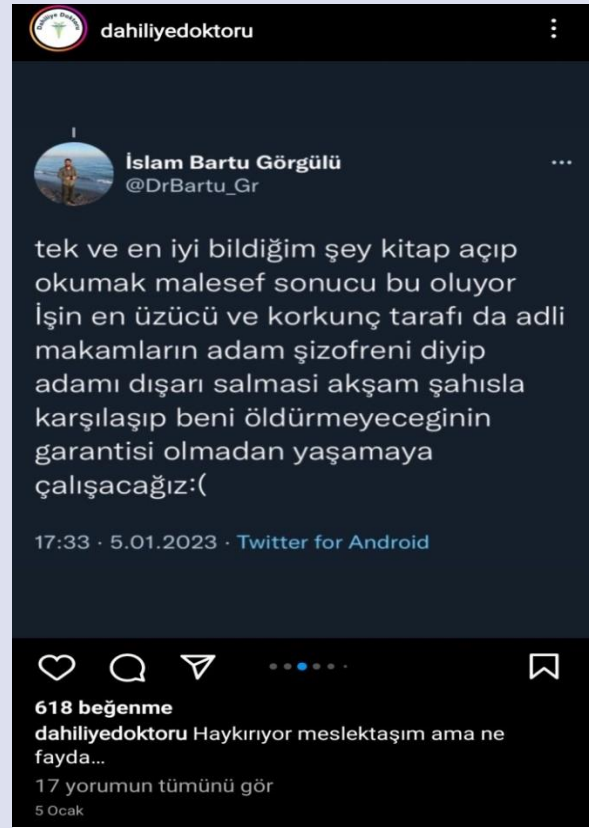 Dahiliye Doktoru
dahiliyedoktoru
İslam Bartu Görgülü
@DrBartu_Gr
tek ve en iyi bildiğim şey kitap açıp
okumak malesef sonucu bu oluyor
İşin en üzücü ve korkunç tarafı da adli
makamların adam şizofreni diyip
adamı dışarı salmasi akşam şahısla
karşılaşıp beni öldürmeyeceginin
garantisi olmadan yaşamaya
çalışacağız:(
17:33 · 5.01.2023 · Twitter for Android
618 beğenme
dahiliyedoktoru Haykırıyor meslektaşım ama ne
fayda...
17 yorumun tümünü gör
5 Ocak